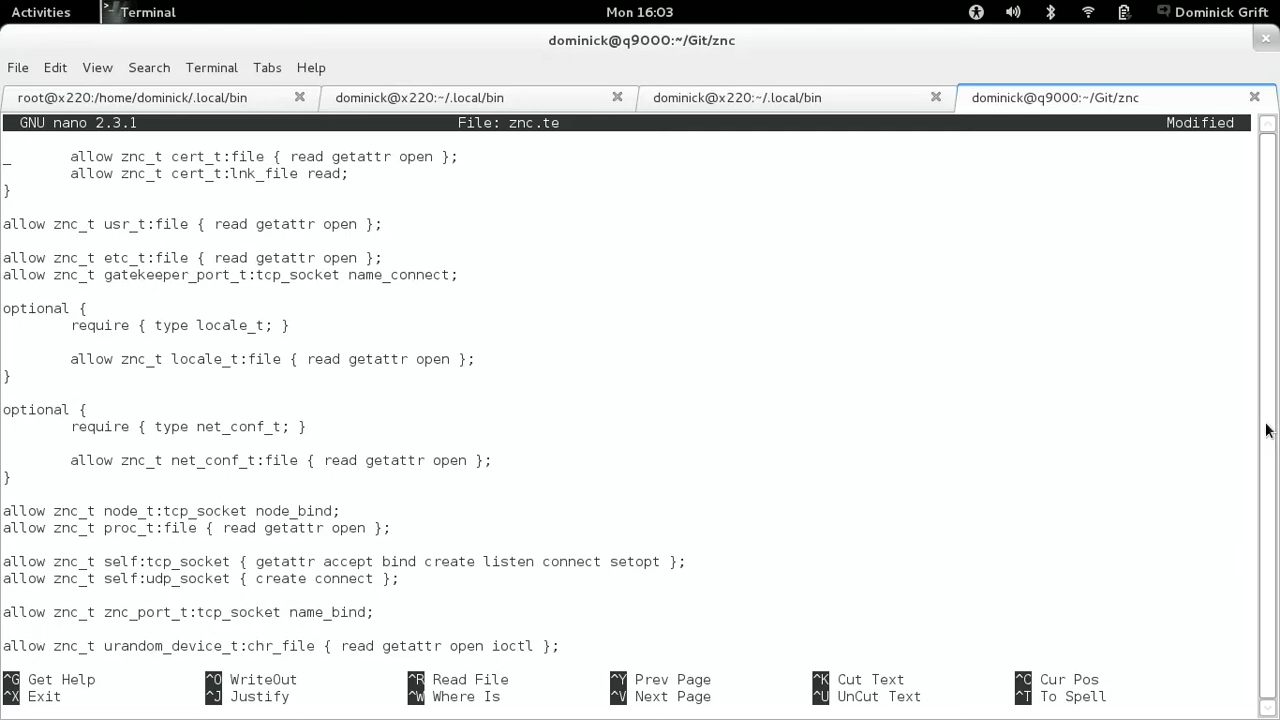 Activities Terminal Mon 16:03 Dominick Grift
dominick@q9000:~/Git/znc
File Edit View Search Terminal Tabs Help
root@x220:/home/dominick/.local/bin dominick@x220:~/.local/bin dominick@x220:~/.local/bin dominick@q9000:~/Git/znc
GNU nano 2.3.1 File: znc.te Modified
_ allow znc_t cert_t:file { read getattr open };
allow znc_t cert_t:lnk_file read;
}
allow znc_t usr_t:file { read getattr open };
allow znc_t etc_t:file { read getattr open };
allow znc_t gatekeeper_port_t:tcp_socket name_connect;
optional {
require { type locale_t; }
allow znc_t locale_t:file { read getattr open };
}
optional {
require { type net_conf_t; }
allow znc_t net_conf_t:file { read getattr open };
}
allow znc_t node_t:tcp_socket node_bind;
allow znc_t proc_t:file { read getattr open };
allow znc_t self:tcp_socket { getattr accept bind create listen connect setopt };
allow znc_t self:udp_socket { create connect };
allow znc_t znc_port_t:tcp_socket name_bind;
allow znc_t urandom_device_t:chr_file { read getattr open ioctl };
^G Get Help ^O WriteOut ^R Read File ^Y Prev Page ^K Cut Text ^C Cur Pos
^X Exit ^J Justify ^W Where Is ^V Next Page ^U UnCut Text ^T To Spell